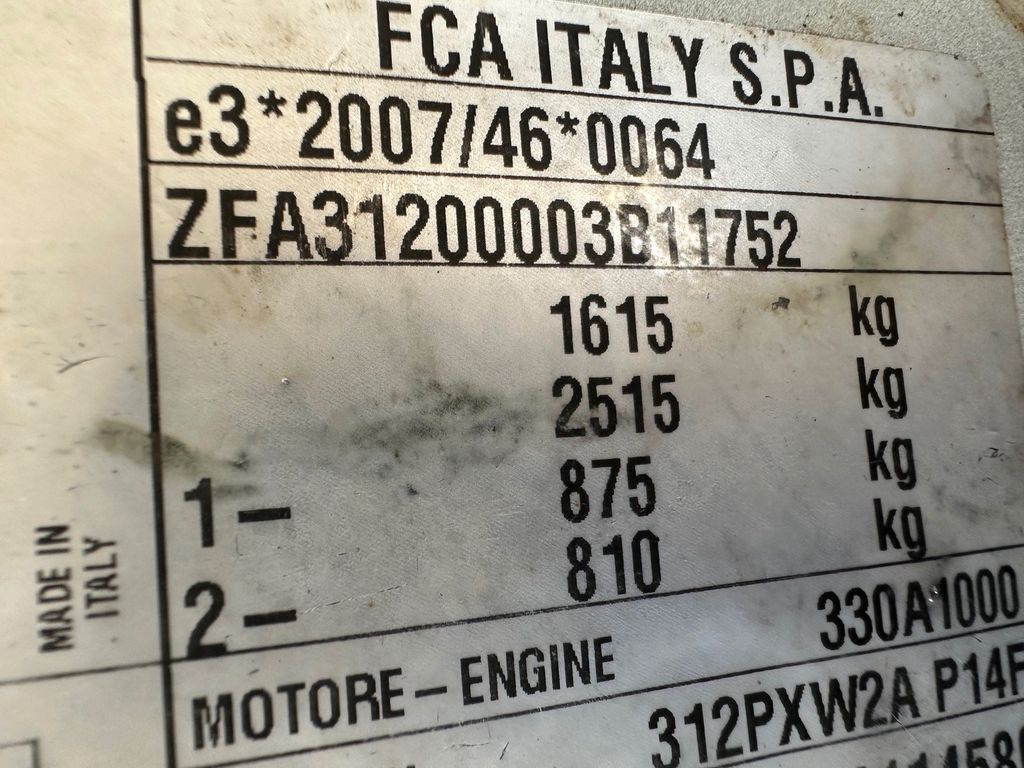 FCA ITALY S.P.A.
e3*2007/46*0064
ZFA31200003B11752
1615 kg
2515 kg
1– 875 kg
2– 810 kg
MADE IN
ITALY
MOTORE – ENGINE 330A1000
312PXW2A P14F